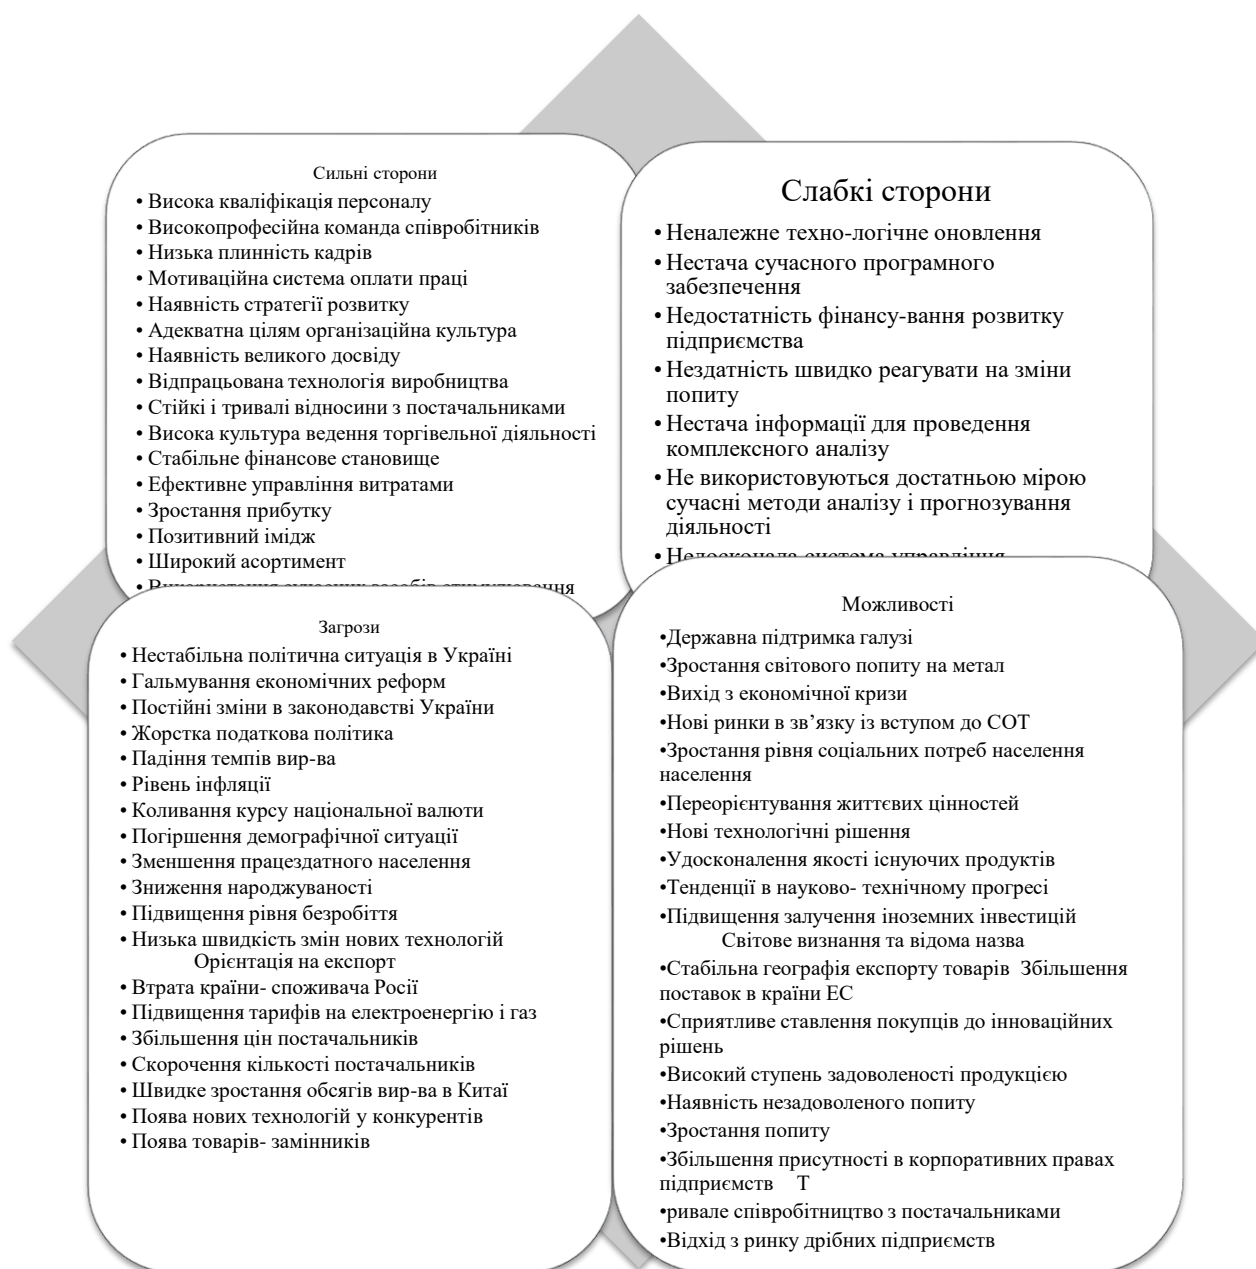 Сильні сторони
• Висока кваліфікація персоналу
• Високопрофесійна команда співробітників
• Низька плинність кадрів
• Мотиваційна система оплати праці
• Наявність стратегії розвитку
• Адекватна цілям організаційна культура
• Наявність великого досвіду
• Відпрацьована технологія виробництва
• Стійкі і тривалі відносини з постачальниками
• Висока культура ведення торгівельної діяльності
• Стабільне фінансове становище
• Ефективне управління витратами
• Зростання прибутку
• Позитивний імідж
• Широкий асортимент
• Використання сучасних засобів стимулювання
Слабкі сторони
• Неналежне техно-логічне оновлення
• Нестача сучасного програмного
забезпечення
• Недостатність фінансу-вання розвитку
підприємства
• Нездатність швидко реагувати на зміни
попиту
• Нестача інформації для проведення
комплексного аналізу
• Не використовуються достатньою мірою
сучасні методи аналізу і прогнозування
діяльності
• Недосконала система управління
Загрози
• Нестабільна політична ситуація в Україні
• Гальмування економічних реформ
• Постійні зміни в законодавстві України
• Жорстка податкова політика
• Падіння темпів вир-ва
• Рівень інфляції
• Коливання курсу національної валюти
• Погіршення демографічної ситуації
• Зменшення працездатного населення
• Зниження народжуваності
• Підвищення рівня безробіття
• Низька швидкість змін нових технологій
Орієнтація на експорт
• Втрата країни- споживача Росії
• Підвищення тарифів на електроенергію і газ
• Збільшення цін постачальників
• Скорочення кількості постачальників
• Швидке зростання обсягів вир-ва в Китаї
• Поява нових технологій у конкурентів
• Поява товарів- замінників
Можливості
•Державна підтримка галузі
•Зростання світового попиту на метал
•Вихід з економічної кризи
•Нові ринки в зв’язку із вступом до СОТ
•Зростання рівня соціальних потреб населення
населення
•Переорієнтування життєвих цінностей
•Нові технологічні рішення
•Удосконалення якості існуючих продуктів
•Тенденції в науково- технічному прогресі
•Підвищення залучення іноземних інвестицій
Світове визнання та відома назва
•Стабільна географія експорту товарів Збільшення
поставок в країни ЕС
•Сприятливе ставлення покупців до інноваційних
рішень
•Високий ступень задоволеності продукцією
•Наявність незадоволеного попиту
•Зростання попиту
•Збільшення присутності в корпоративних правах
підприємств Т
•ривале співробітництво з постачальниками
•Відхід з ринку дрібних підприємств